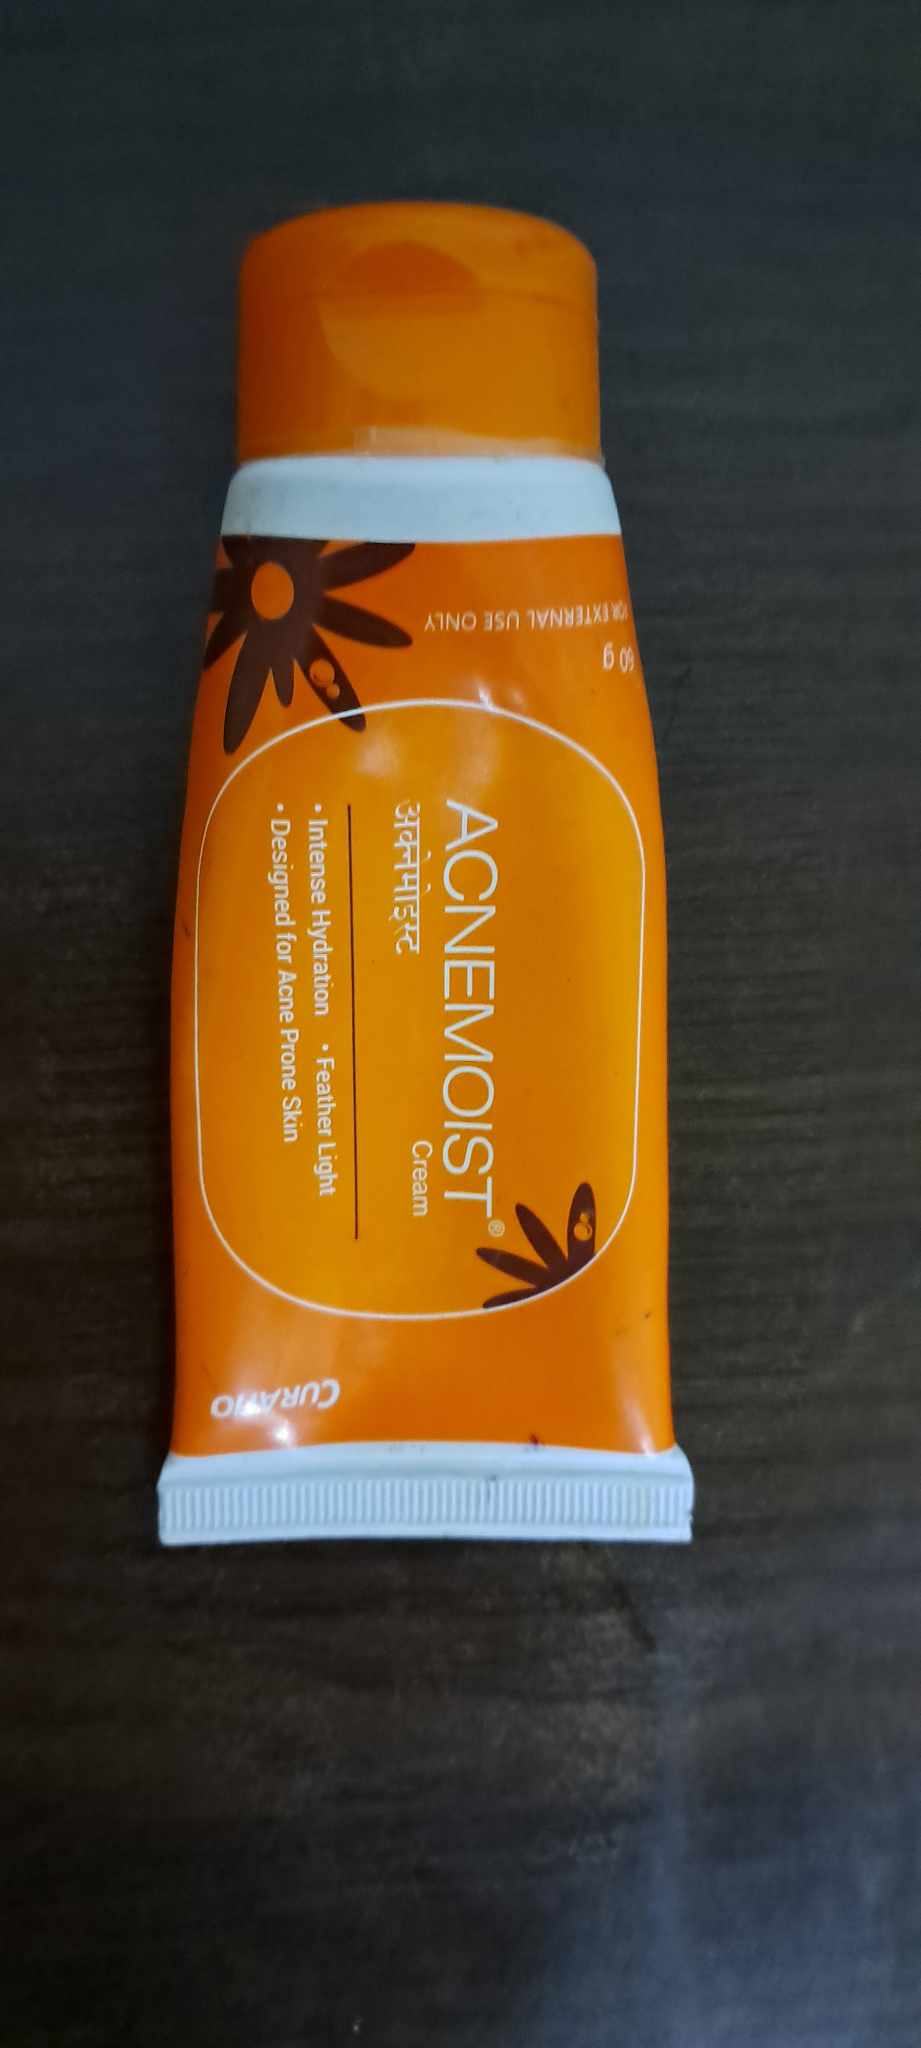 ACNEMOIST®
Cream
अक्नेमोइस्ट
• Intense Hydration • Feather Light
• Designed for Acne Prone Skin
FOR EXTERNAL USE ONLY
60 g
CURATIO